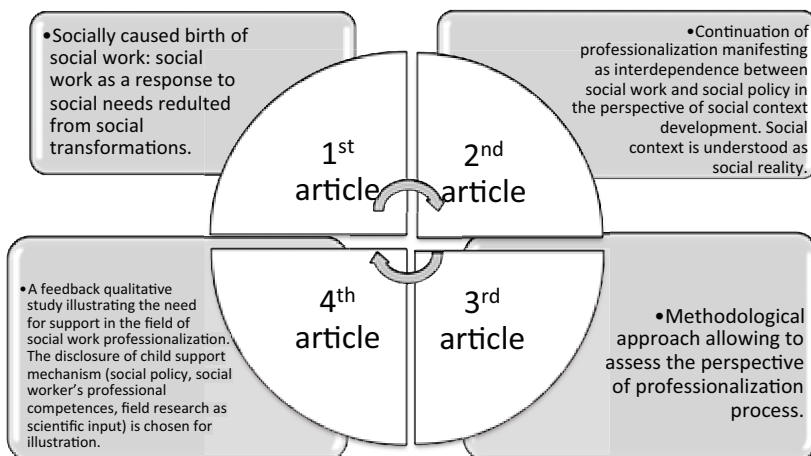 •Socially caused birth of
social work: social
work as a response to
social needs redulted
from social
transformations.
1st
article
•Continuation of
professionalization manifesting
as interdependence between
social work and social policy in
the perspective of social context
development. Social
context is understood as
social reality.
2nd
article
•A feedback qualitative
study illustrating the need
for support in the field of
social work professionalization.
The disclosure of child support
mechanism (social policy, social
worker's professional
competences, field research as
scientific input) is chosen for
illustration.
4th
article
3rd
article
•Methodological
approach allowing to
assess the perspective
of professionalization
process.